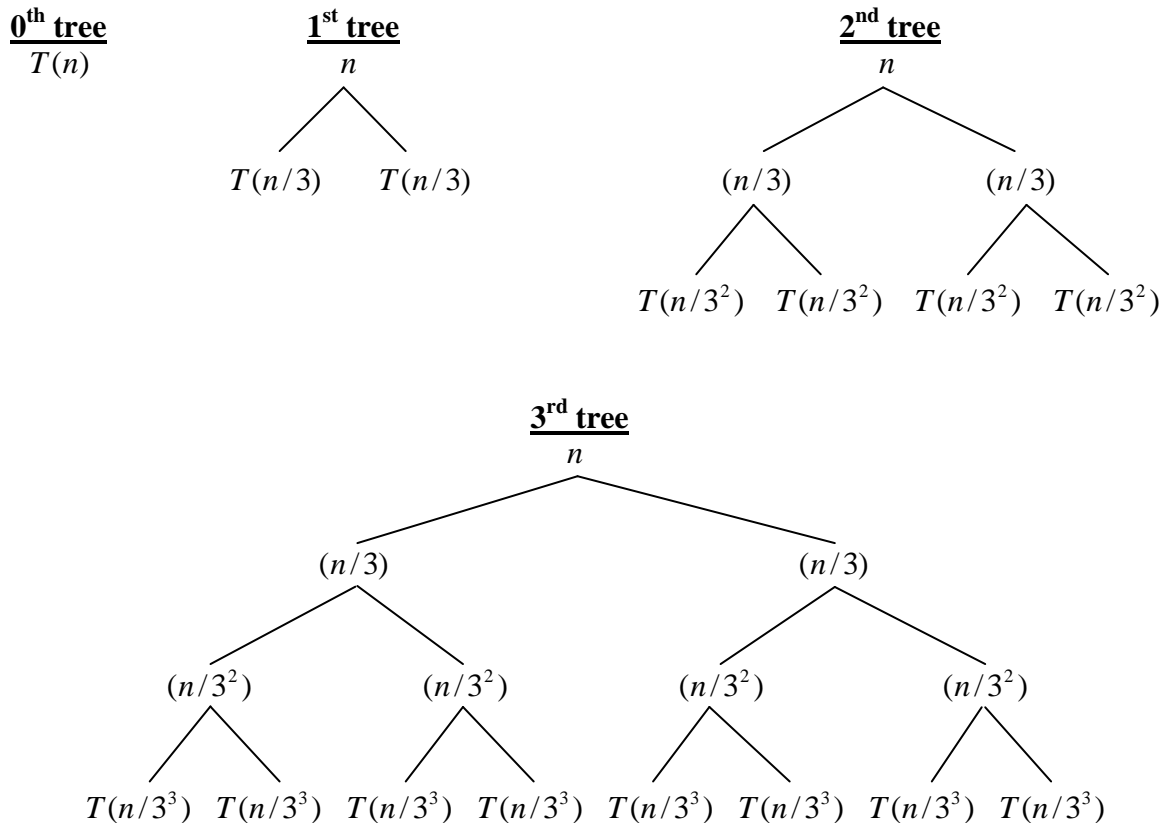 0th tree 1st tree 2nd tree
T(n) n n
T(n/3) T(n/3) (n/3) (n/3)
T(n/3²) T(n/3²) T(n/3²) T(n/3²)
3rd tree
n
(n/3) (n/3)
(n/3²) (n/3²) (n/3²) (n/3²)
T(n/3³) T(n/3³) T(n/3³) T(n/3³) T(n/3³) T(n/3³) T(n/3³) T(n/3³)